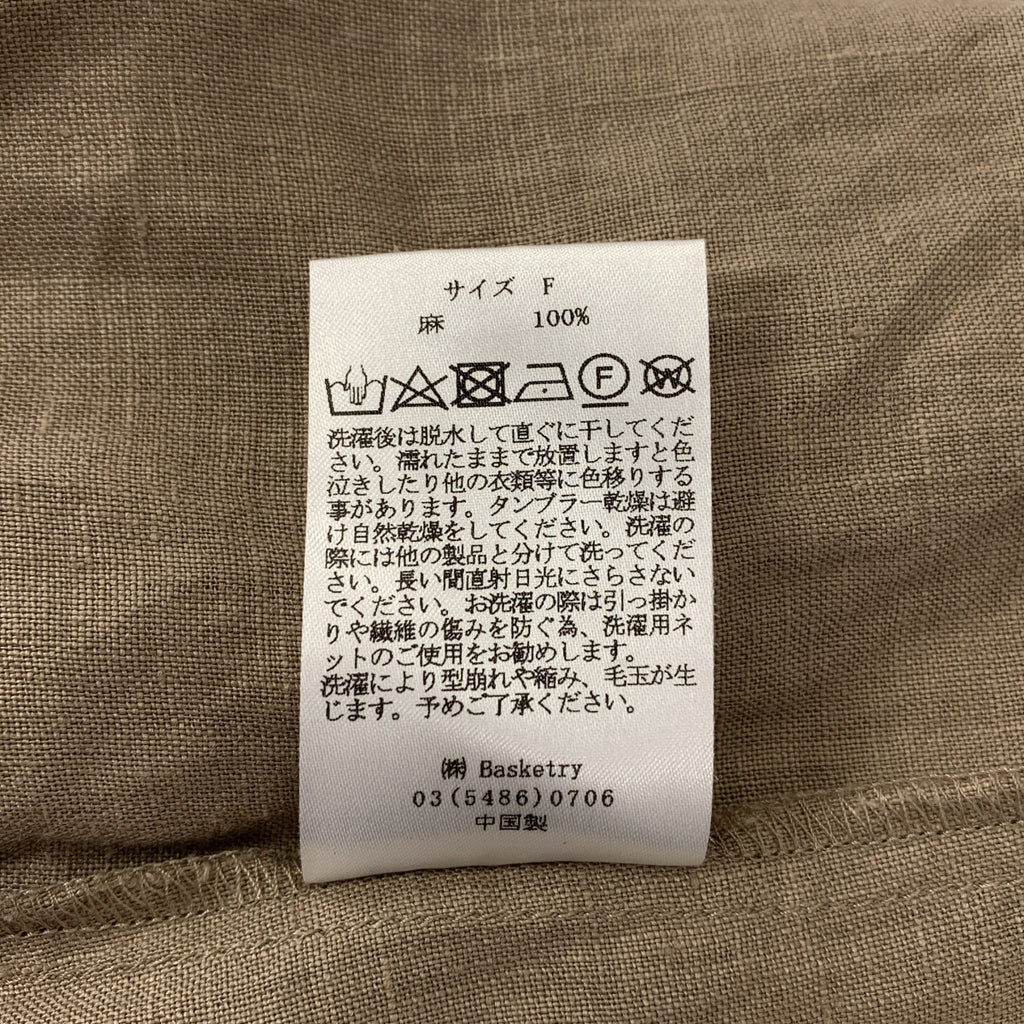 サイズ F
麻 100%
F W
洗濯後は脱水して直ぐに干してくだ
さい。濡れたままで放置しますと色
泣きしたり他の衣類等に色移りする
事があります。タンブラー乾燥は避
け自然乾燥をしてください。洗濯の
際には他の製品と分けて洗ってくだ
さい。長い間直射日光にさらさない
でください。お洗濯の際は引っ掛か
りや繊維の傷みを防ぐ為、洗濯用ネ
ットのご使用をお勧めします。
洗濯により型崩れや縮み、毛玉が生
じます。予めご了承ください。
㈱ Basketry
03(5486)0706
中国製